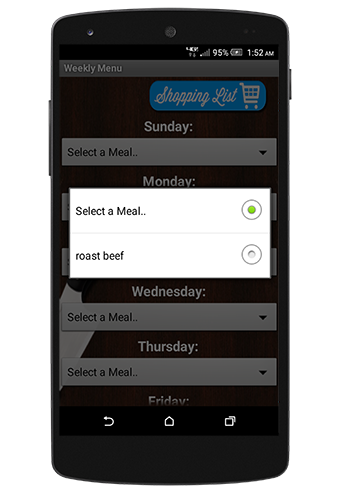 95% 1:52 AM
Weekly Menu
Shopping List
Sunday:
Select a Meal..
Monday:
Select a Meal..
roast beef
Wednesday:
Select a Meal..
Thursday:
Select a Meal..
Friday: